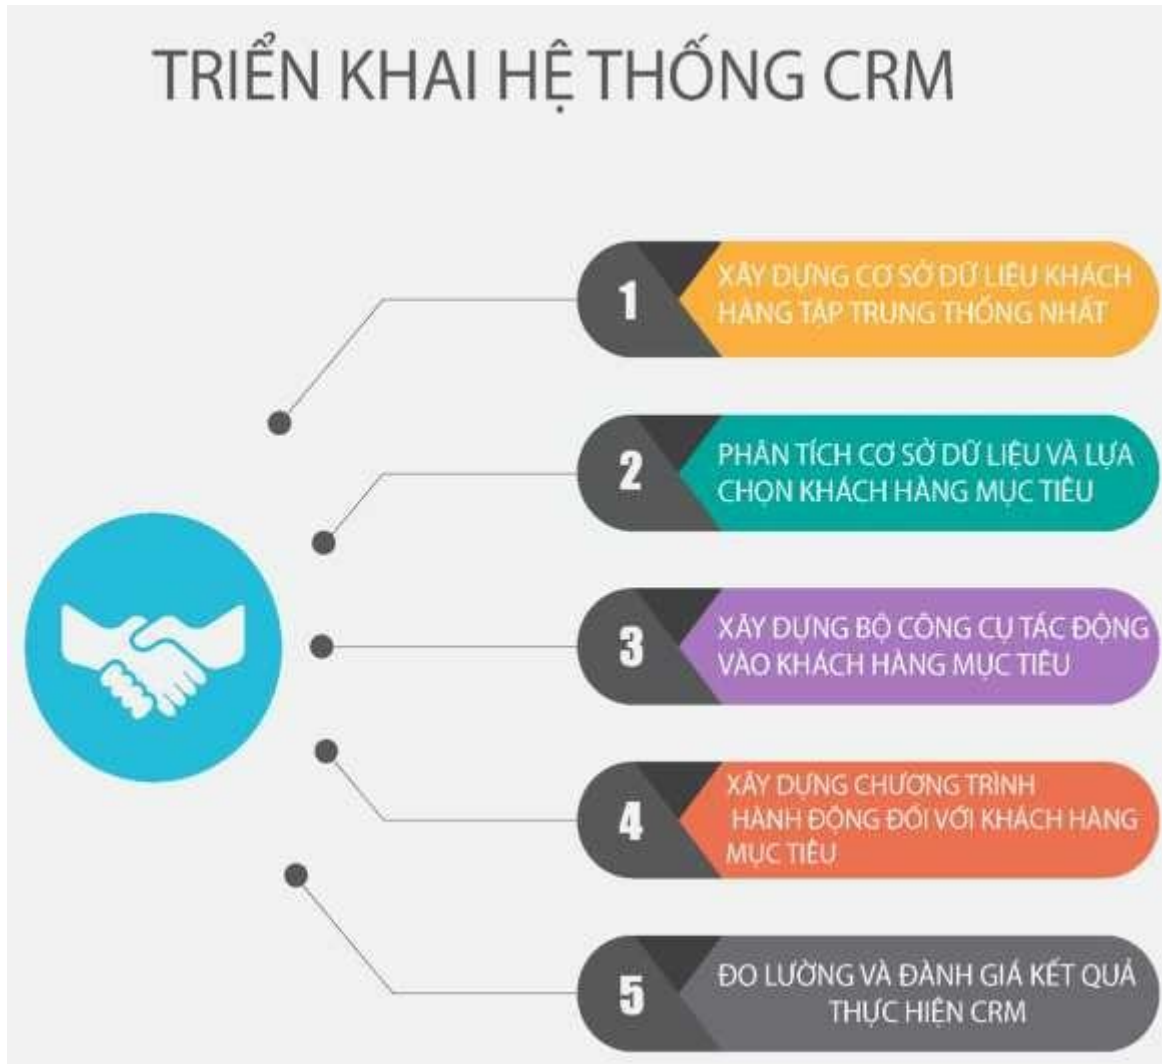 TRIỂN KHAI HỆ THỐNG CRM
1
XÂY DỰNG CƠ SỞ DỮ LIỆU KHÁCH
HÀNG TẬP TRUNG THỐNG NHẤT
2
PHÂN TÍCH CƠ SỞ DỮ LIỆU VÀ LỰA
CHỌN KHÁCH HÀNG MỤC TIÊU
3
XÂY DỰNG BỘ CÔNG CỤ TÁC ĐỘNG
VÀO KHÁCH HÀNG MỤC TIÊU
4
XÂY DỰNG CHƯƠNG TRÌNH
HÀNH ĐỘNG ĐỐI VỚI KHÁCH HÀNG
MỤC TIÊU
5
ĐO LƯỜNG VÀ ĐÀNH GIÁ KẾT QUẢ
THỰC HIỆN CRM